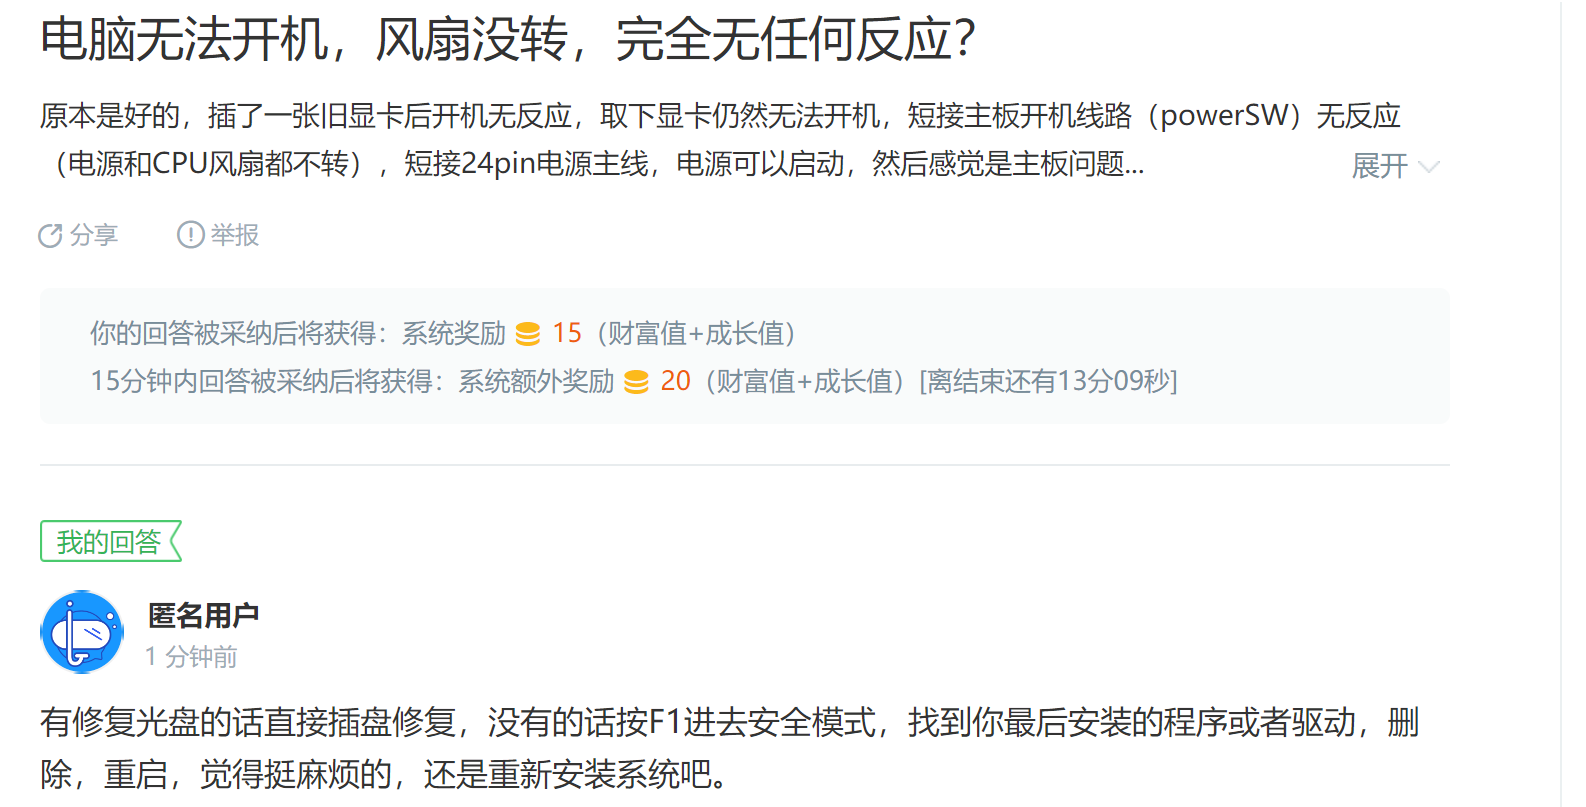 电脑无法开机，风扇没转，完全无任何反应？
原本是好的，插了一张旧显卡后开机无反应，取下显卡仍然无法开机，短接主板开机线路（powerSW）无反应
（电源和CPU风扇都不转），短接24pin电源主线，电源可以启动，然后感觉是主板问题... 展开
分享 举报
你的回答被采纳后将获得：系统奖励 15（财富值+成长值）
15分钟内回答被采纳后将获得：系统额外奖励 20（财富值+成长值）[离结束还有13分09秒]
我的回答
匿名用户
1 分钟前
有修复光盘的话直接插盘修复，没有的话按F1进去安全模式，找到你最后安装的程序或者驱动，删
除，重启，觉得挺麻烦的，还是重新安装系统吧。